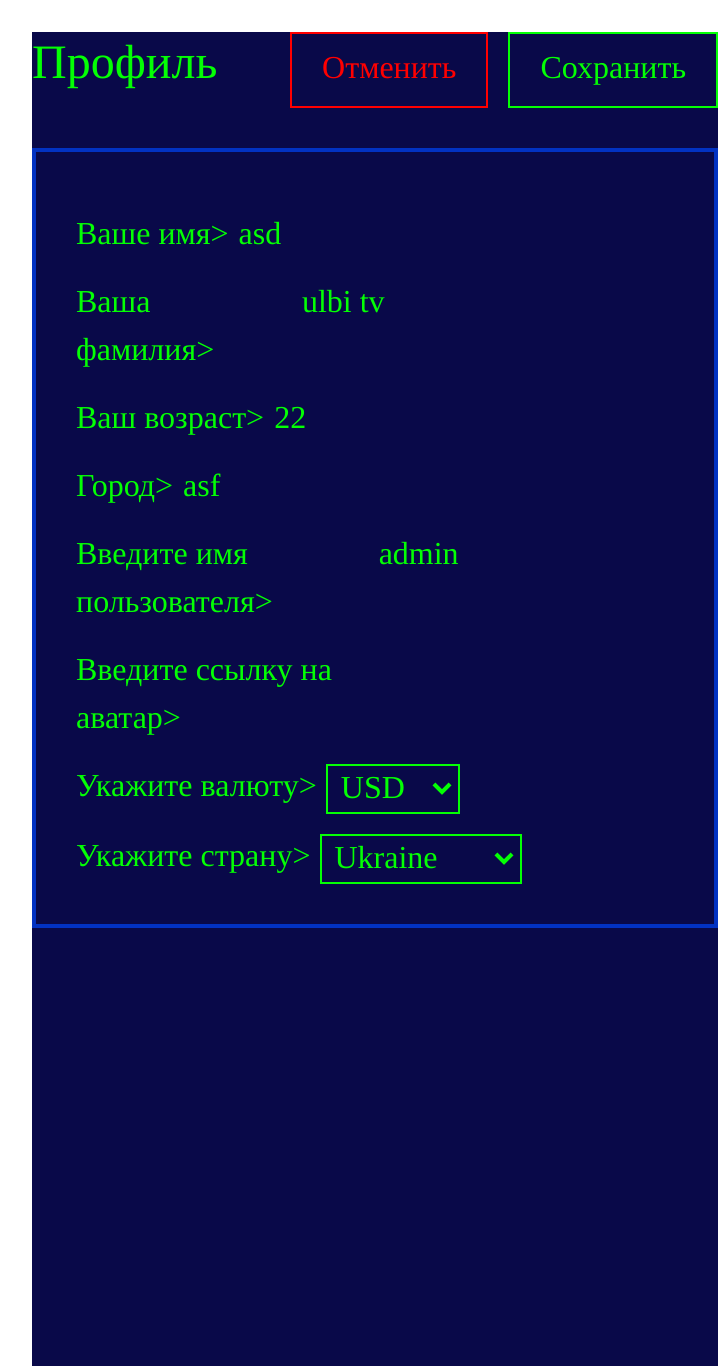 Профиль Отменить Сохранить
Ваше имя> asd
Ваша ulbi tv
фамилия>
Ваш возраст> 22
Город> asf
Введите имя admin
пользователя>
Введите ссылку на
аватар>
Укажите валюту> USD
Укажите страну> Ukraine